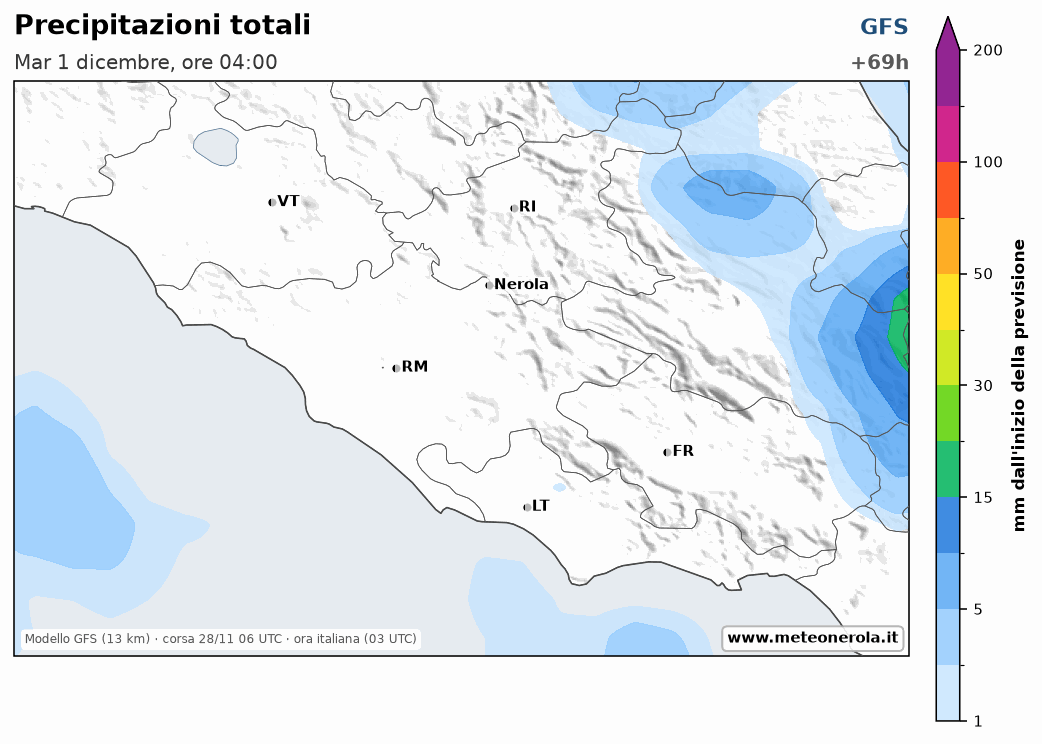 Precipitazioni totali
GFS
Mar 1 dicembre, ore 04:00
+69h
VT
RI
Nerola
RM
FR
LT
Modello GFS (13 km) · corsa 28/11 06 UTC · ora italiana (03 UTC)
www.meteonerola.it
200
100
50
30
15
5
1
mm dall'inizio della previsione